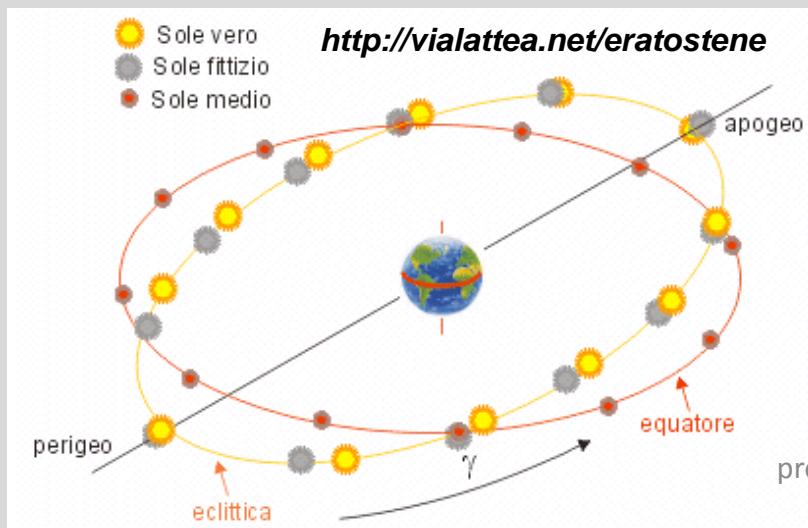 Sole vero
http://vialattea.net/eratostene
Sole fittizio
Sole medio
apogeo
perigeo
γ
equatore
eclittica